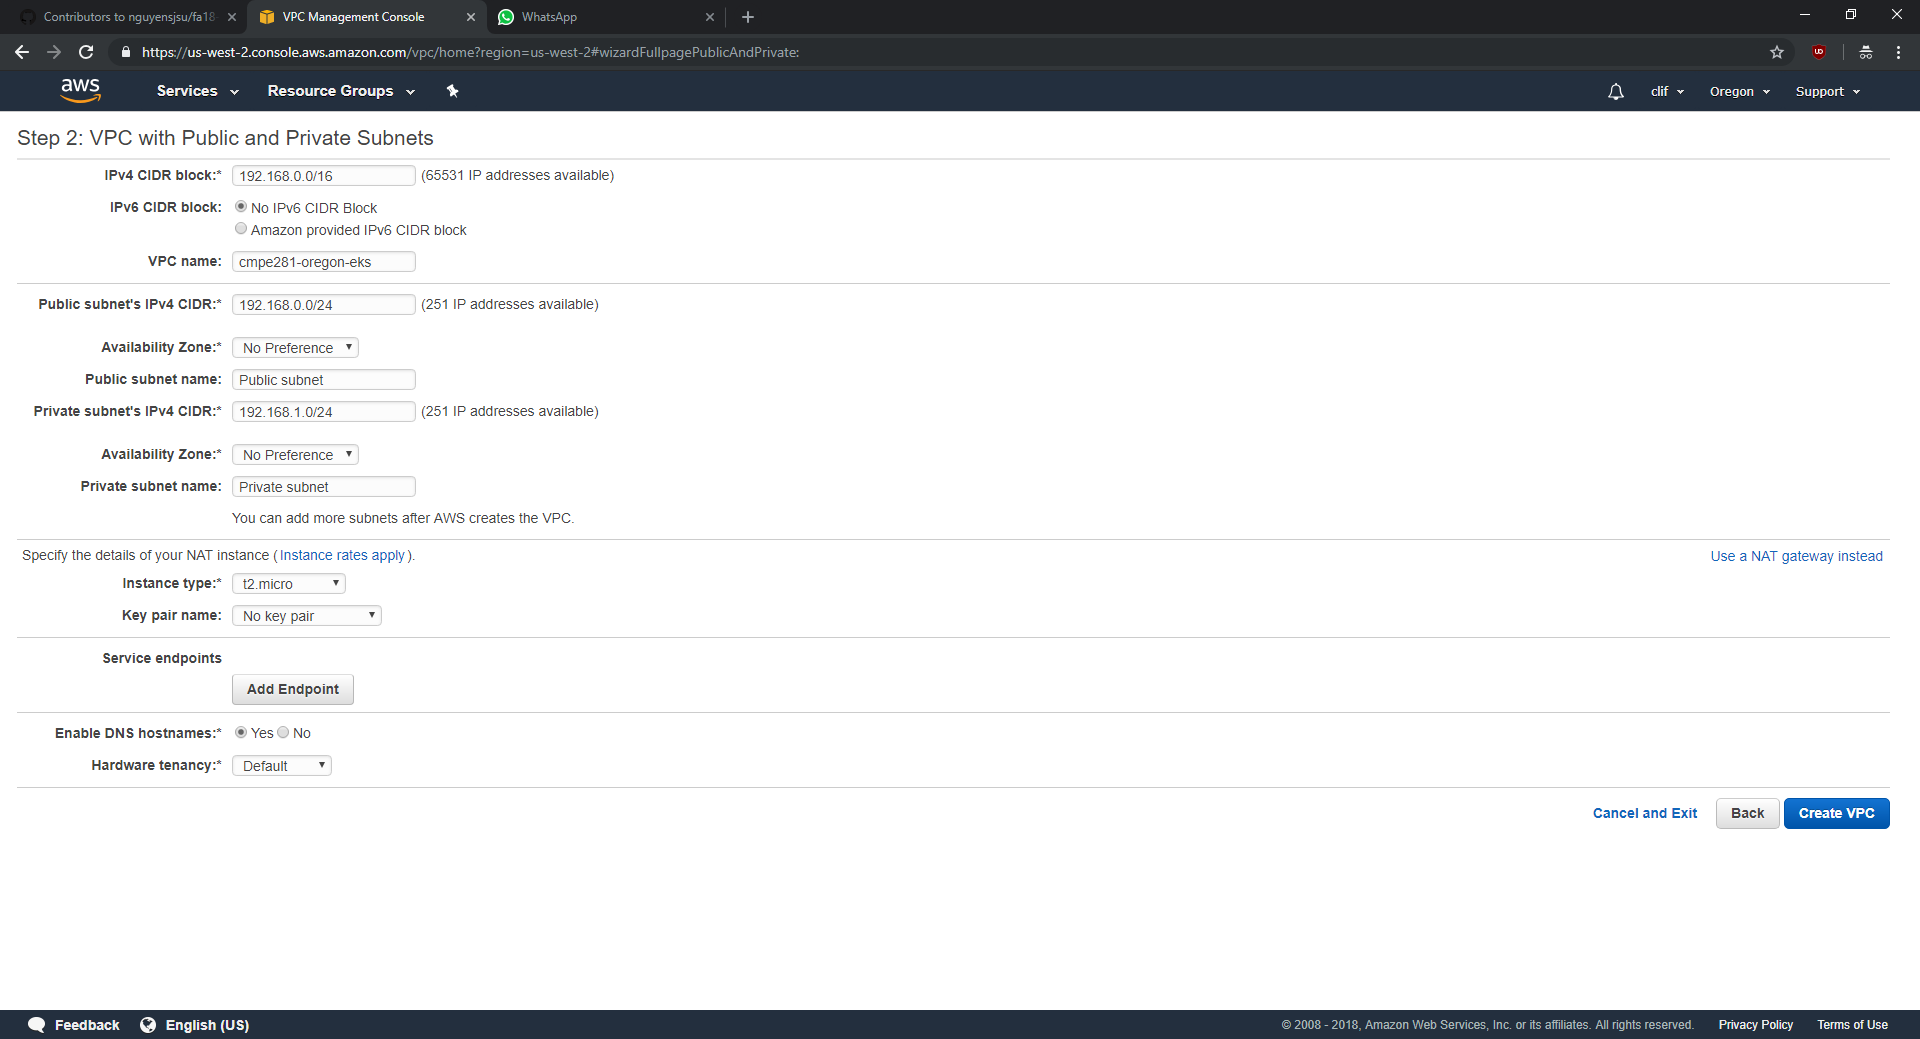 Contributors to nguyensjsu/fa18-
VPC Management Console
WhatsApp
https://us-west-2.console.aws.amazon.com/vpc/home?region=us-west-2#wizardFullpagePublicAndPrivate:
aws
Services
Resource Groups
clif
Oregon
Support
Step 2: VPC with Public and Private Subnets
IPv4 CIDR block:* 192.168.0.0/16 (65531 IP addresses available)
IPv6 CIDR block: No IPv6 CIDR Block
Amazon provided IPv6 CIDR block
VPC name: cmpe281-oregon-eks
Public subnet's IPv4 CIDR:* 192.168.0.0/24 (251 IP addresses available)
Availability Zone:* No Preference
Public subnet name: Public subnet
Private subnet's IPv4 CIDR:* 192.168.1.0/24 (251 IP addresses available)
Availability Zone:* No Preference
Private subnet name: Private subnet
You can add more subnets after AWS creates the VPC.
Specify the details of your NAT instance (Instance rates apply).
Use a NAT gateway instead
Instance type:* t2.micro
Key pair name: No key pair
Service endpoints
Add Endpoint
Enable DNS hostnames:* Yes No
Hardware tenancy:* Default
Cancel and Exit
Back
Create VPC
Feedback
English (US)
© 2008 - 2018, Amazon Web Services, Inc. or its affiliates. All rights reserved.
Privacy Policy
Terms of Use